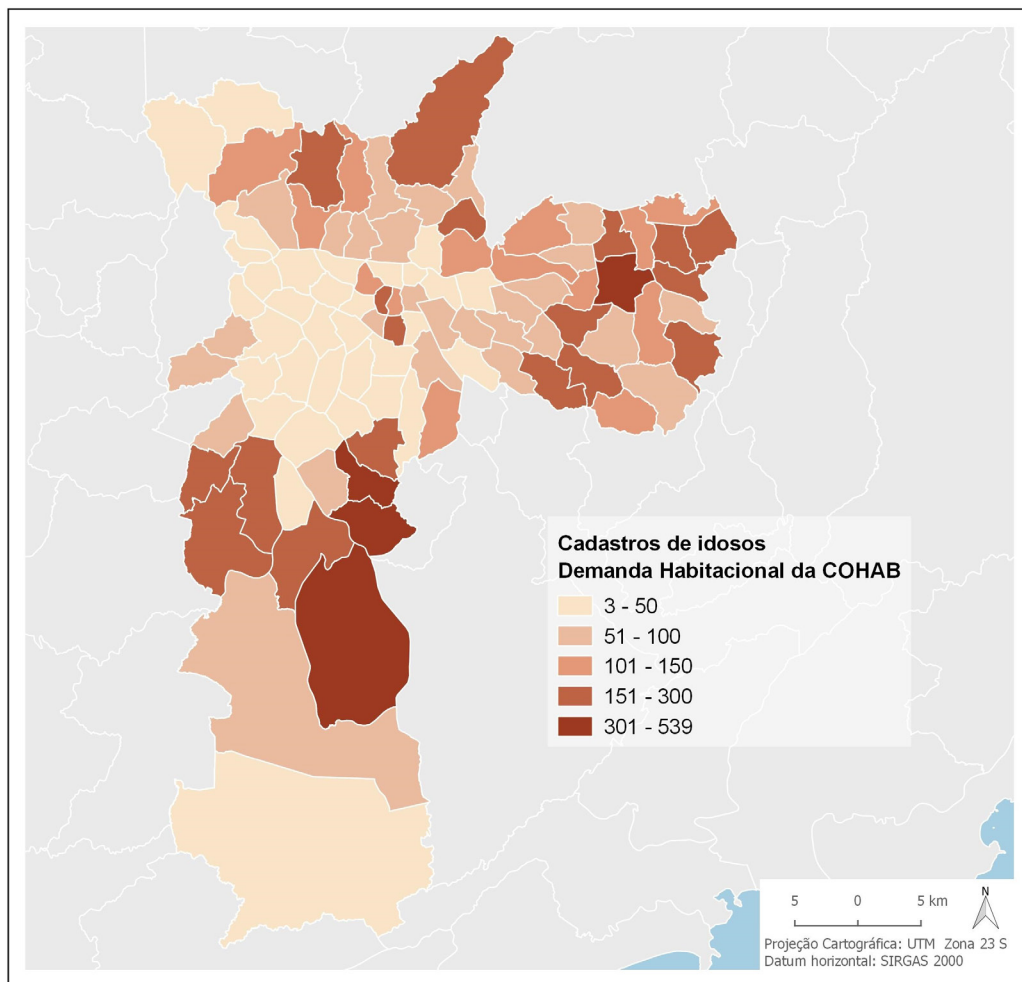 Cadastros de idosos
Demanda Habitacional da COHAB
3 - 50
51 - 100
101 - 150
151 - 300
301 - 539
N
5 0 5 km
Projeção Cartográfica: UTM Zona 23 S
Datum horizontal: SIRGAS 2000